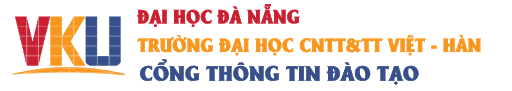 VKU
ĐẠI HỌC ĐÀ NẴNG
TRƯỜNG ĐẠI HỌC CNTT&TT VIỆT - HÀN
CỔNG THÔNG TIN ĐÀO TẠO